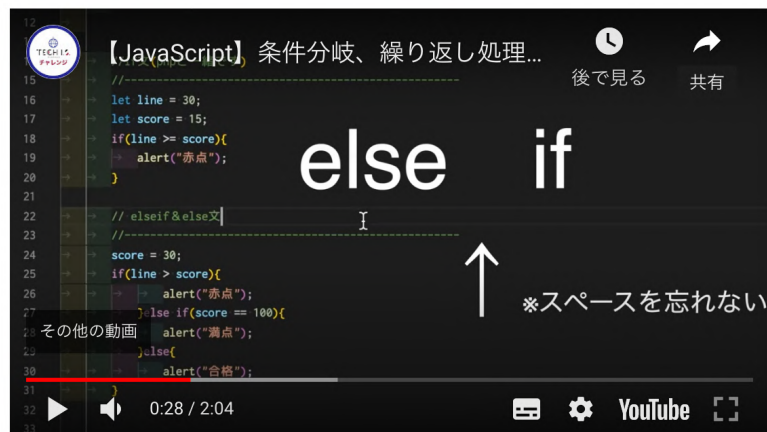 12
TECH I.S.
チャレンジ
【JavaScript】条件分岐、繰り返し処理...
後で見る
共有
15 //
16 let line = 30;
17 let score = 15;
18 if(line >= score){
19 alert("赤点");
20 }
21
22 // elseif＆else文
23 //
24 score = 30;
25 if(line > score){
26 alert("赤点");
27 }else if(score == 100){
28 alert("満点");
29 }else{
30 alert("合格");
31 }
32
33
else if
※スペースを忘れない
その他の動画
0:28 / 2:04
YouTube